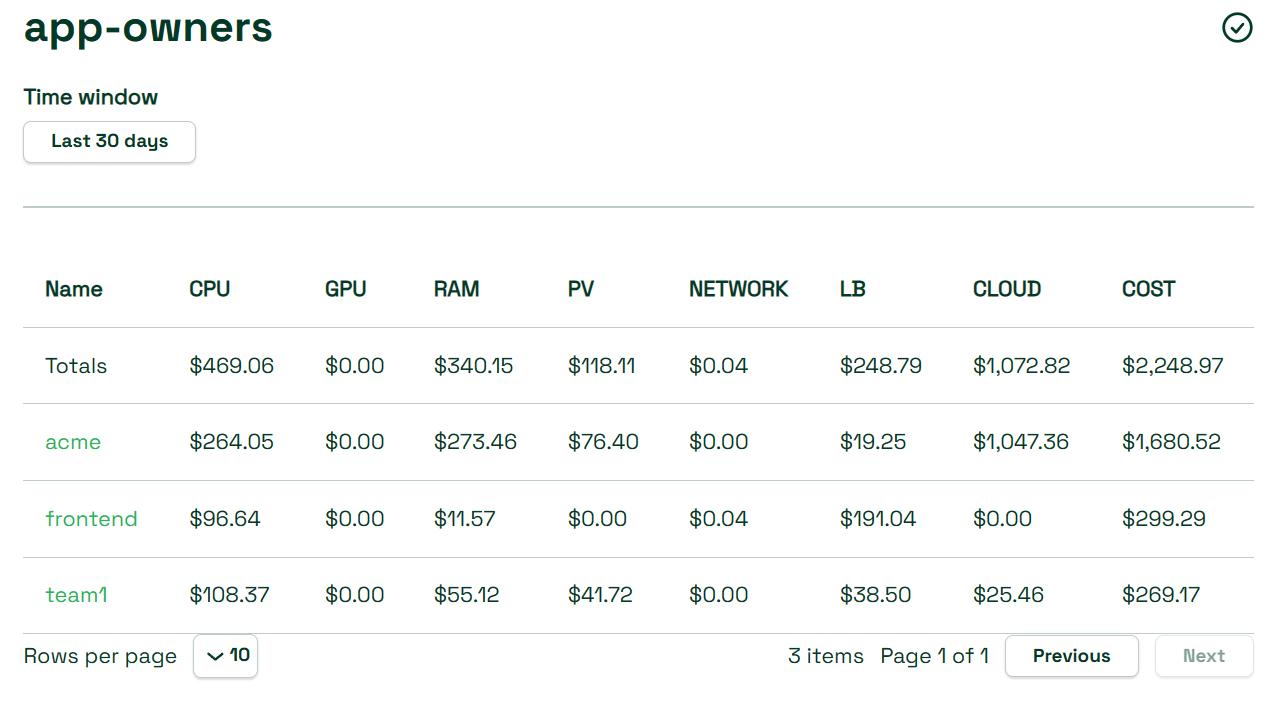 app-owners
Time window
Last 30 days
Name CPU GPU RAM PV NETWORK LB CLOUD COST
Totals $469.06 $0.00 $340.15 $118.11 $0.04 $248.79 $1,072.82 $2,248.97
acme $264.05 $0.00 $273.46 $76.40 $0.00 $19.25 $1,047.36 $1,680.52
frontend $96.64 $0.00 $11.57 $0.00 $0.04 $191.04 $0.00 $299.29
team1 $108.37 $0.00 $55.12 $41.72 $0.00 $38.50 $25.46 $269.17
Rows per page 10 3 items Page 1 of 1 Previous Next